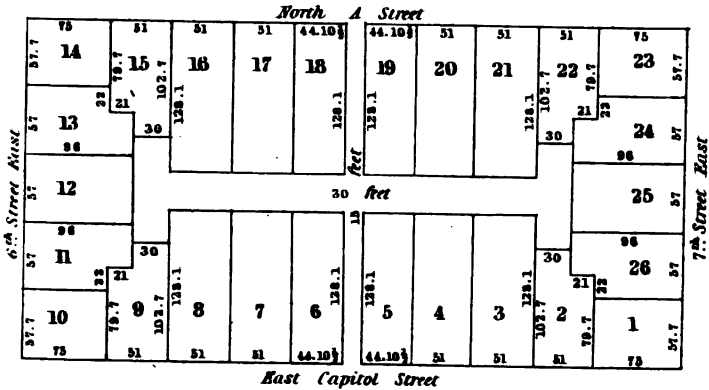 North A Street
75 51 51 51 44.10½ 44.10½ 51 51 51 75
57.7 14 79.7 15 102.7 16 17 18 19 20 21 102.7 22 79.7 23 57.7
22 21 128.1 128.1 128.1 128.1 21 22
57 13 30 30 24 57
96 feet 96
6th. Street East 57 12 30 feet 25 57 7th. Street East
96 15 96
57 11 30 30 26 57
22 21 128.1 128.1 128.1 128.1 21 22
57.7 10 79.7 9 102.7 8 7 6 5 4 3 102.7 2 79.7 1 57.7
75 51 51 51 44.10½ 44.10½ 51 51 51 75
East Capitol Street